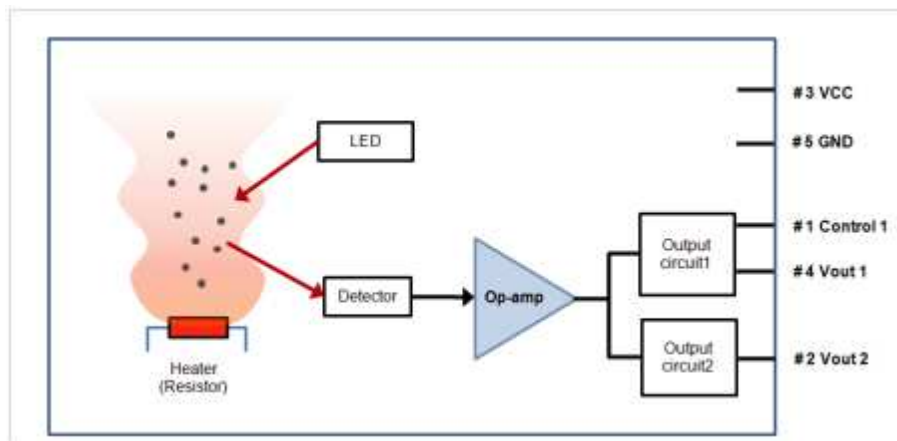 LED
Detector
Heater
(Resistor)
Op-amp
Output
circuit1
Output
circuit2
# 3 VCC
# 5 GND
# 1 Control 1
# 4 Vout 1
# 2 Vout 2